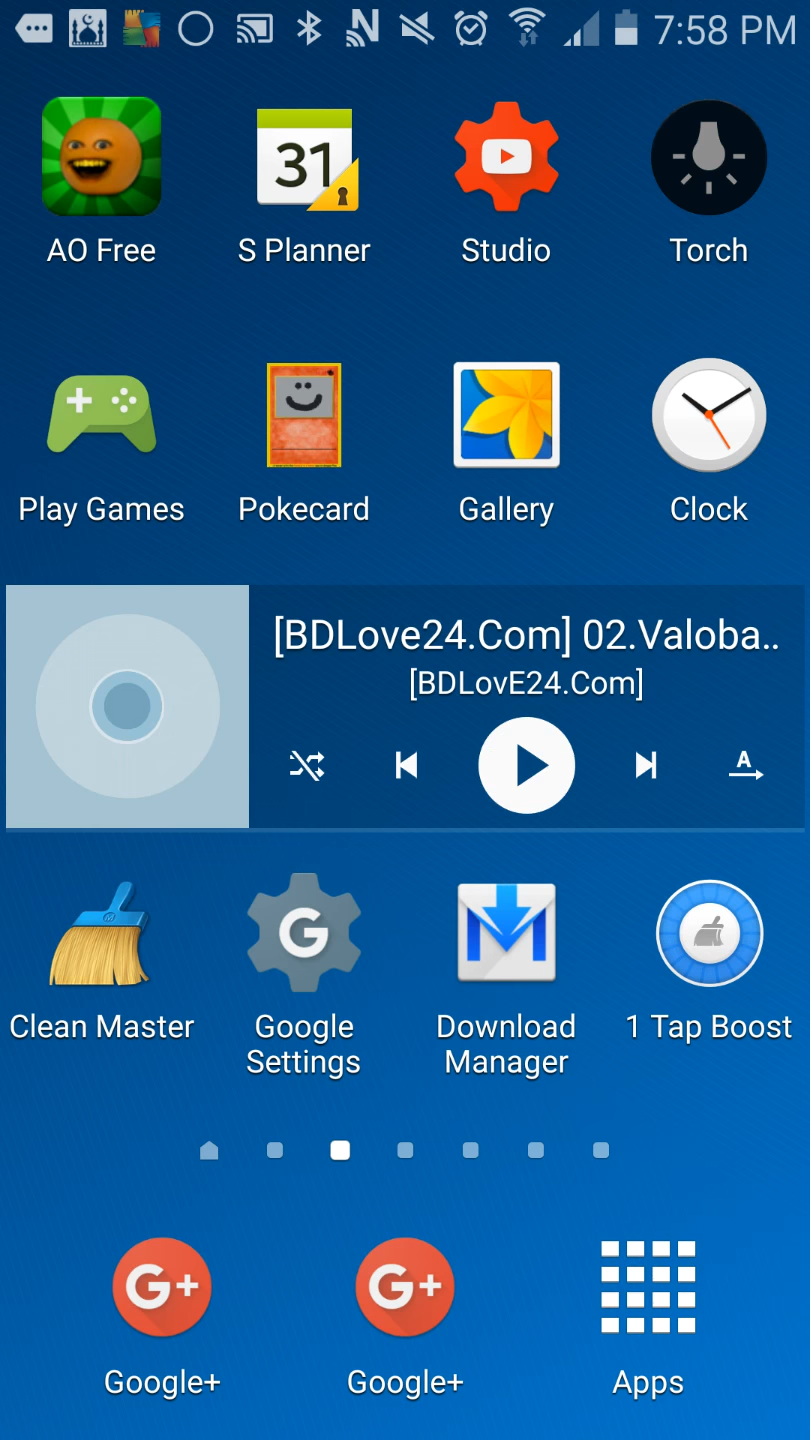 7:58 PM
31
AO Free
S Planner
Studio
Torch
Play Games
Pokecard
Gallery
Clock
[BDLove24.Com] 02.Valoba..
[BDLovE24.Com]
A
Clean Master
G
Google
Settings
M
Download
Manager
1 Tap Boost
G+
G+
Google+
Google+
Apps